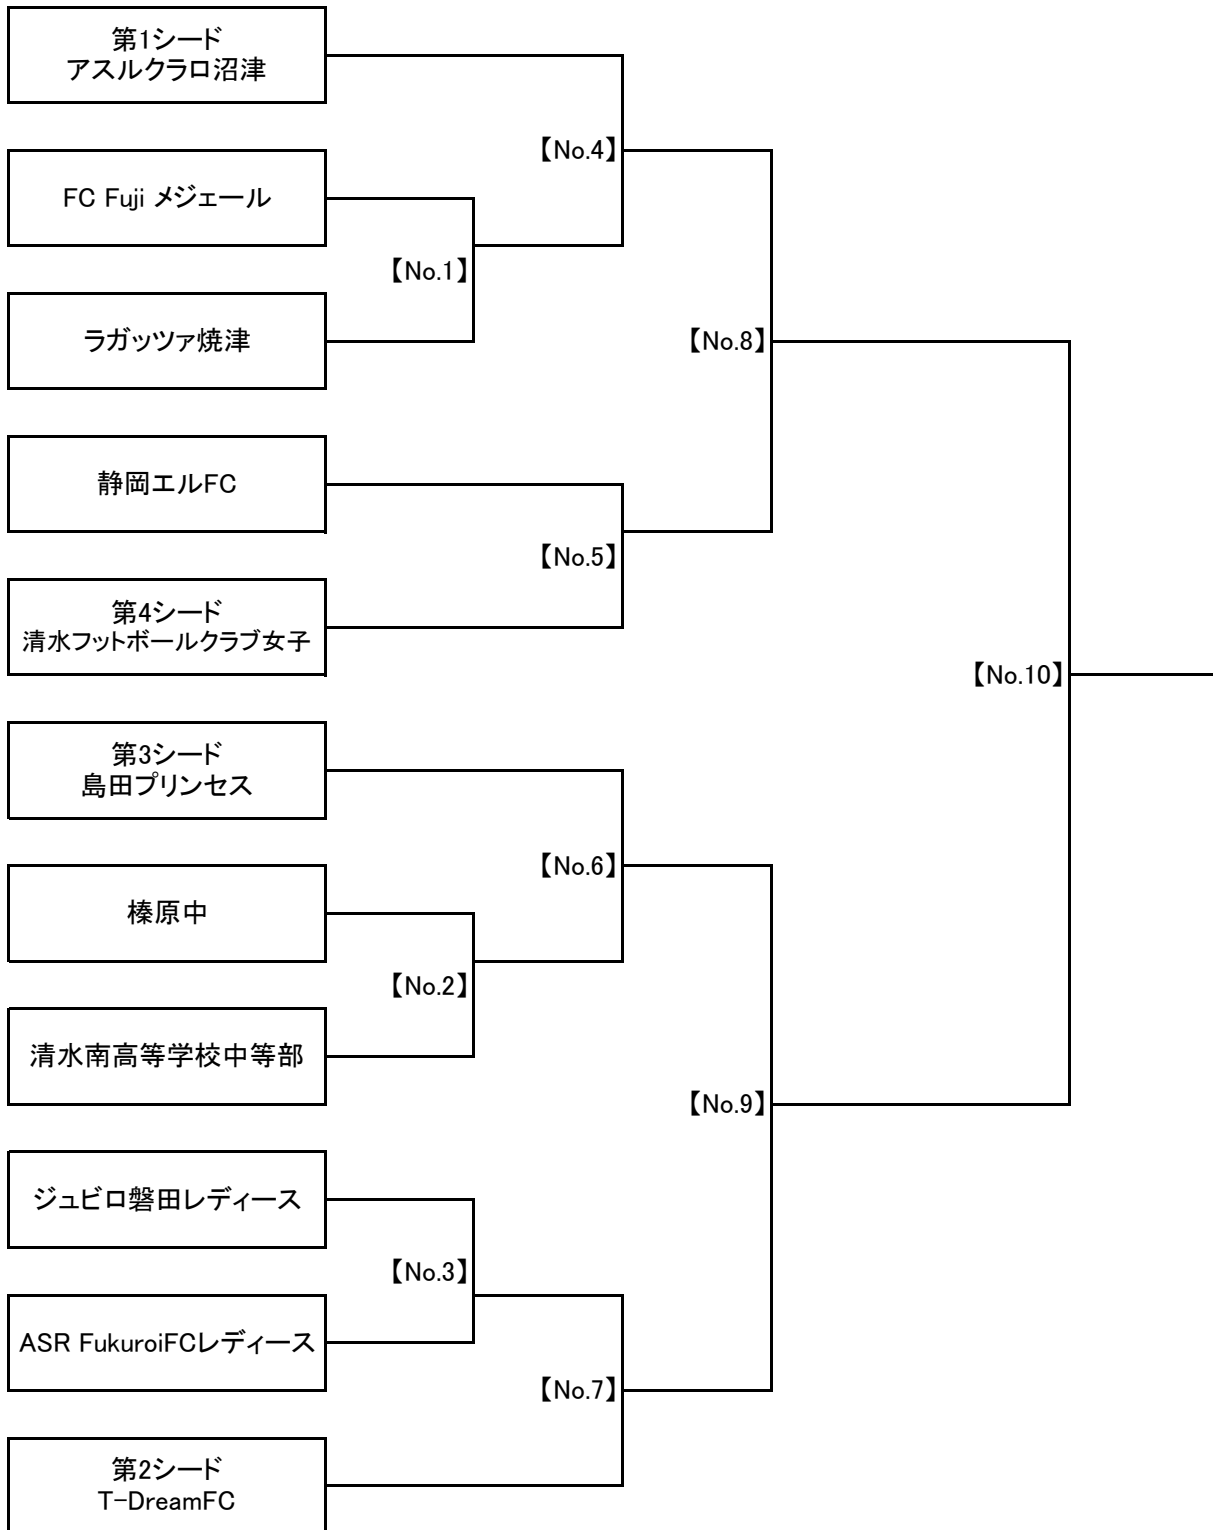 第1シード
アスルクラロ沼津
【No.4】
FC Fuji メジェール
【No.1】
ラガッツァ焼津
【No.8】
静岡エルFC
【No.5】
第4シード
清水フットボールクラブ女子
【No.10】
第3シード
島田プリンセス
【No.6】
榛原中
【No.2】
清水南高等学校中等部
【No.9】
ジュビロ磐田レディース
【No.3】
ASR FukuroiFCレディース
【No.7】
第2シード
T-DreamFC